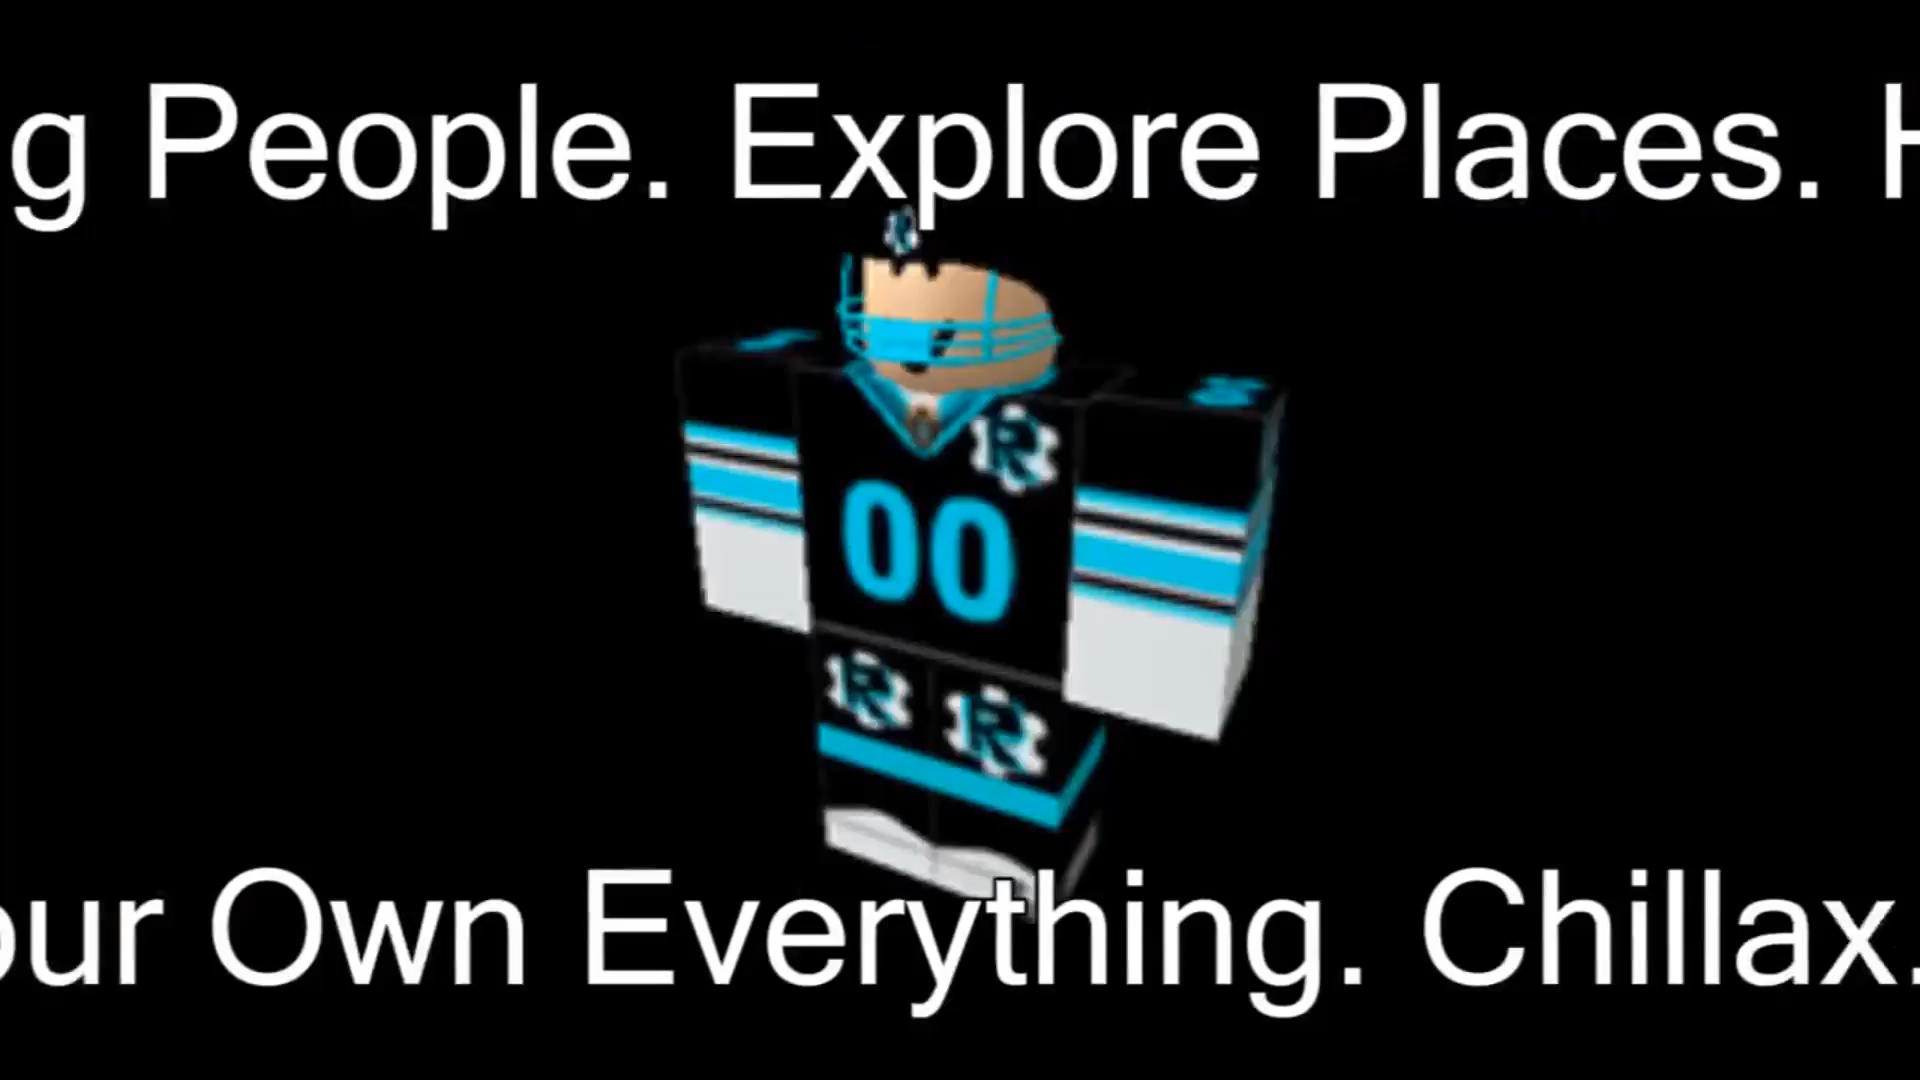 g People. Explore Places. H
R
00
R R
our Own Everything. Chillax.